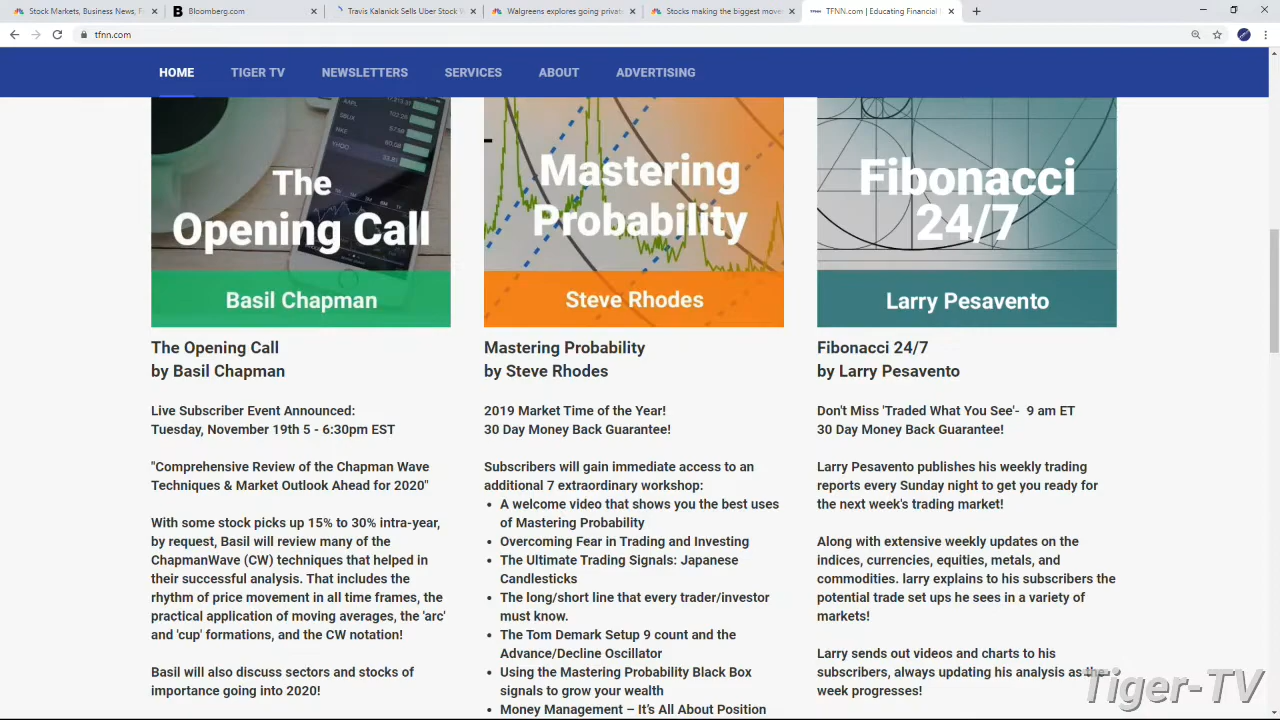 Stock Markets, Business News, F
Bloomberg.com
Travis Kalanick Sells Uber Stock
Walgreens explores going privat
Stocks making the biggest move
TFNN.com | Educating Financial
tfnn.com
HOME
TIGER TV
NEWSLETTERS
SERVICES
ABOUT
ADVERTISING
The
Opening Call
Basil Chapman
Mastering
Probability
Steve Rhodes
Fibonacci
24/7
Larry Pesavento
The Opening Call
by Basil Chapman
Live Subscriber Event Announced:
Tuesday, November 19th 5 - 6:30pm EST
"Comprehensive Review of the Chapman Wave
Techniques & Market Outlook Ahead for 2020"
With some stock picks up 15% to 30% intra-year,
by request, Basil will review many of the
ChapmanWave (CW) techniques that helped in
their successful analysis. That includes the
rhythm of price movement in all time frames, the
practical application of moving averages, the 'arc'
and 'cup' formations, and the CW notation!
Basil will also discuss sectors and stocks of
importance going into 2020!
Mastering Probability
by Steve Rhodes
2019 Market Time of the Year!
30 Day Money Back Guarantee!
Subscribers will gain immediate access to an
additional 7 extraordinary workshop:
• A welcome video that shows you the best uses
of Mastering Probability
• Overcoming Fear in Trading and Investing
• The Ultimate Trading Signals: Japanese
Candlesticks
• The long/short line that every trader/investor
must know.
• The Tom Demark Setup 9 count and the
Advance/Decline Oscillator
• Using the Mastering Probability Black Box
signals to grow your wealth
• Money Management – It's All About Position
Fibonacci 24/7
by Larry Pesavento
Don't Miss 'Traded What You See'- 9 am ET
30 Day Money Back Guarantee!
Larry Pesavento publishes his weekly trading
reports every Sunday night to get you ready for
the next week's trading market!
Along with extensive weekly updates on the
indices, currencies, equities, metals, and
commodities. larry explains to his subscribers the
potential trade set ups he sees in a variety of
markets!
Larry sends out videos and charts to his
subscribers, always updating his analysis as the
week progresses!
Tiger-TV